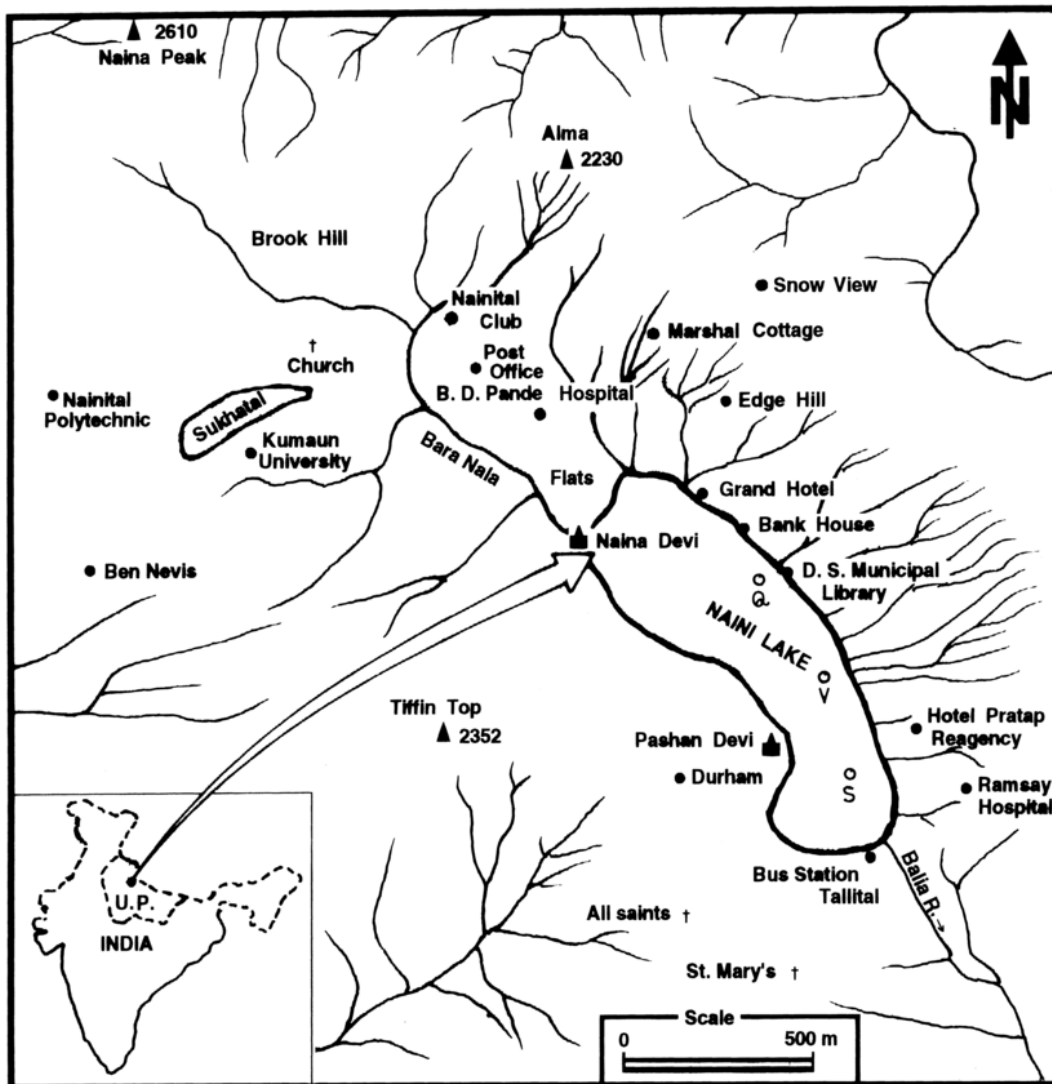 2610
Naina Peak
N
Alma
2230
Brook Hill
Snow View
Nainital
Club
Marshal Cottage
Church
Post
Office
B. D. Pande Hospital
Nainital
Polytechnic
Sukhatal
Edge Hill
Kumaun
University
Bara Nala
Flats
Grand Hotel
Bank House
Naina Devi
Ben Nevis
D. S. Municipal
Library
Q
NAINI LAKE
V
Tiffin Top
2352
Hotel Pratap
Reagency
Pashan Devi
Durham
S
Ramsay
Hospital
Bus Station
Tallital
Balia R.→
U.P.
INDIA
All saints
St. Mary's
Scale
0 500 m